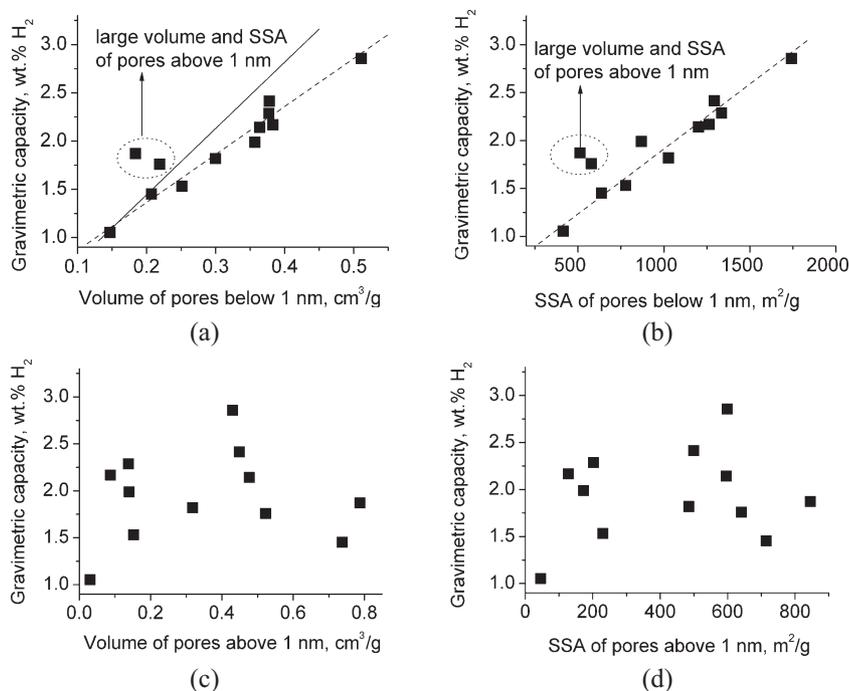 Gravimetric capacity, wt.% H2
3.0
2.5
2.0
1.5
1.0
large volume and SSA
of pores above 1 nm
0.1 0.2 0.3 0.4 0.5
Volume of pores below 1 nm, cm3/g
(a)
Gravimetric capacity, wt.% H2
3.0
2.5
2.0
1.5
1.0
large volume and SSA
of pores above 1 nm
500 1000 1500 2000
SSA of pores below 1 nm, m2/g
(b)
Gravimetric capacity, wt.% H2
3.0
2.5
2.0
1.5
1.0
0.0 0.2 0.4 0.6 0.8
Volume of pores above 1 nm, cm3/g
(c)
Gravimetric capacity, wt.% H2
3.0
2.5
2.0
1.5
1.0
0 200 400 600 800
SSA of pores above 1 nm, m2/g
(d)